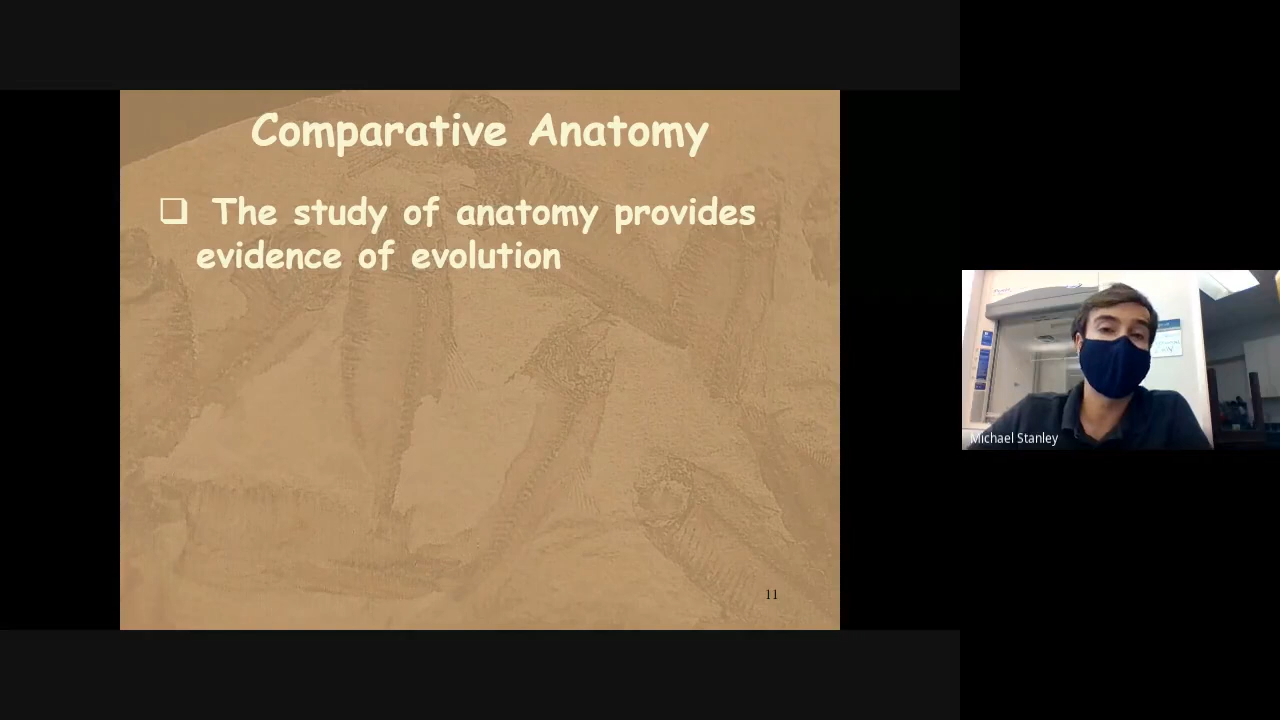 Comparative Anatomy
❑ The study of anatomy provides
evidence of evolution
11
Michael Stanley